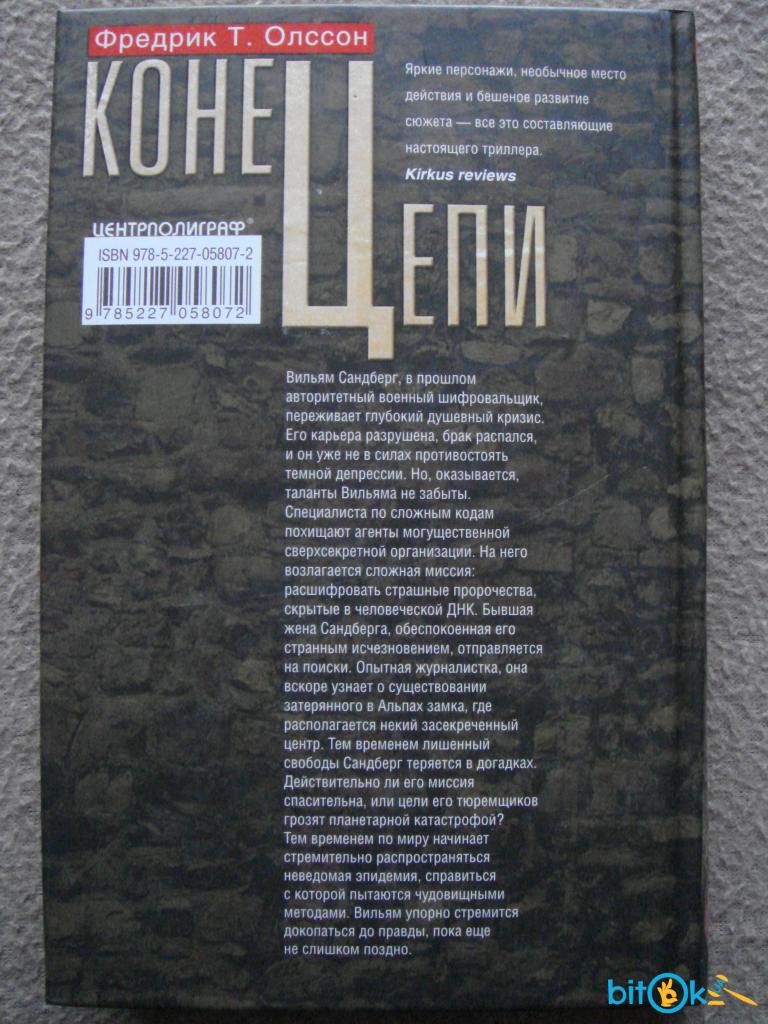 Фредрик Т. Олссон
КОНЕЦ
ЦЕПИ
Яркие персонажи, необычное место
действия и бешеное развитие
сюжета — все это составляющие
настоящего триллера.
Kirkus reviews
ЦЕНТРПОЛИГРАФ®
ISBN 978-5-227-05807-2
9 785227 058072
Вильям Сандберг, в прошлом
авторитетный военный шифровальщик,
переживает глубокий душевный кризис.
Его карьера разрушена, брак распался,
и он уже не в силах противостоять
темной депрессии. Но, оказывается,
таланты Вильяма не забыты.
Специалиста по сложным кодам
похищают агенты могущественной
сверхсекретной организации. На него
возлагается сложная миссия:
расшифровать страшные пророчества,
скрытые в человеческой ДНК. Бывшая
жена Сандберга, обеспокоенная его
странным исчезновением, отправляется
на поиски. Опытная журналистка, она
вскоре узнает о существовании
затерянного в Альпах замка, где
располагается некий засекреченный
центр. Тем временем лишенный
свободы Сандберг теряется в догадках.
Действительно ли его миссия
спасительна, или цели его тюремщиков
грозят планетарной катастрофой?
Тем временем по миру начинает
стремительно распространяться
неведомая эпидемия, справиться
с которой пытаются чудовищными
методами. Вильям упорно стремится
докопаться до правды, пока еще
не слишком поздно.
bitOk